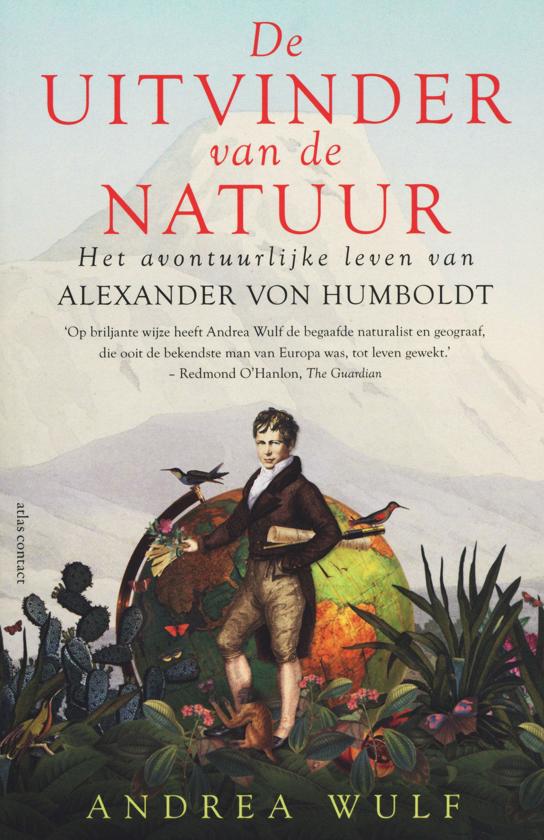 De
UITVINDER
van de
NATUUR
Het avontuurlijke leven van
ALEXANDER VON HUMBOLDT
‘Op briljante wijze heeft Andrea Wulf de begaafde naturalist en geograaf,
die ooit de bekendste man van Europa was, tot leven gewekt.’
– Redmond O’Hanlon, The Guardian
atlas contact
ANDREA WULF